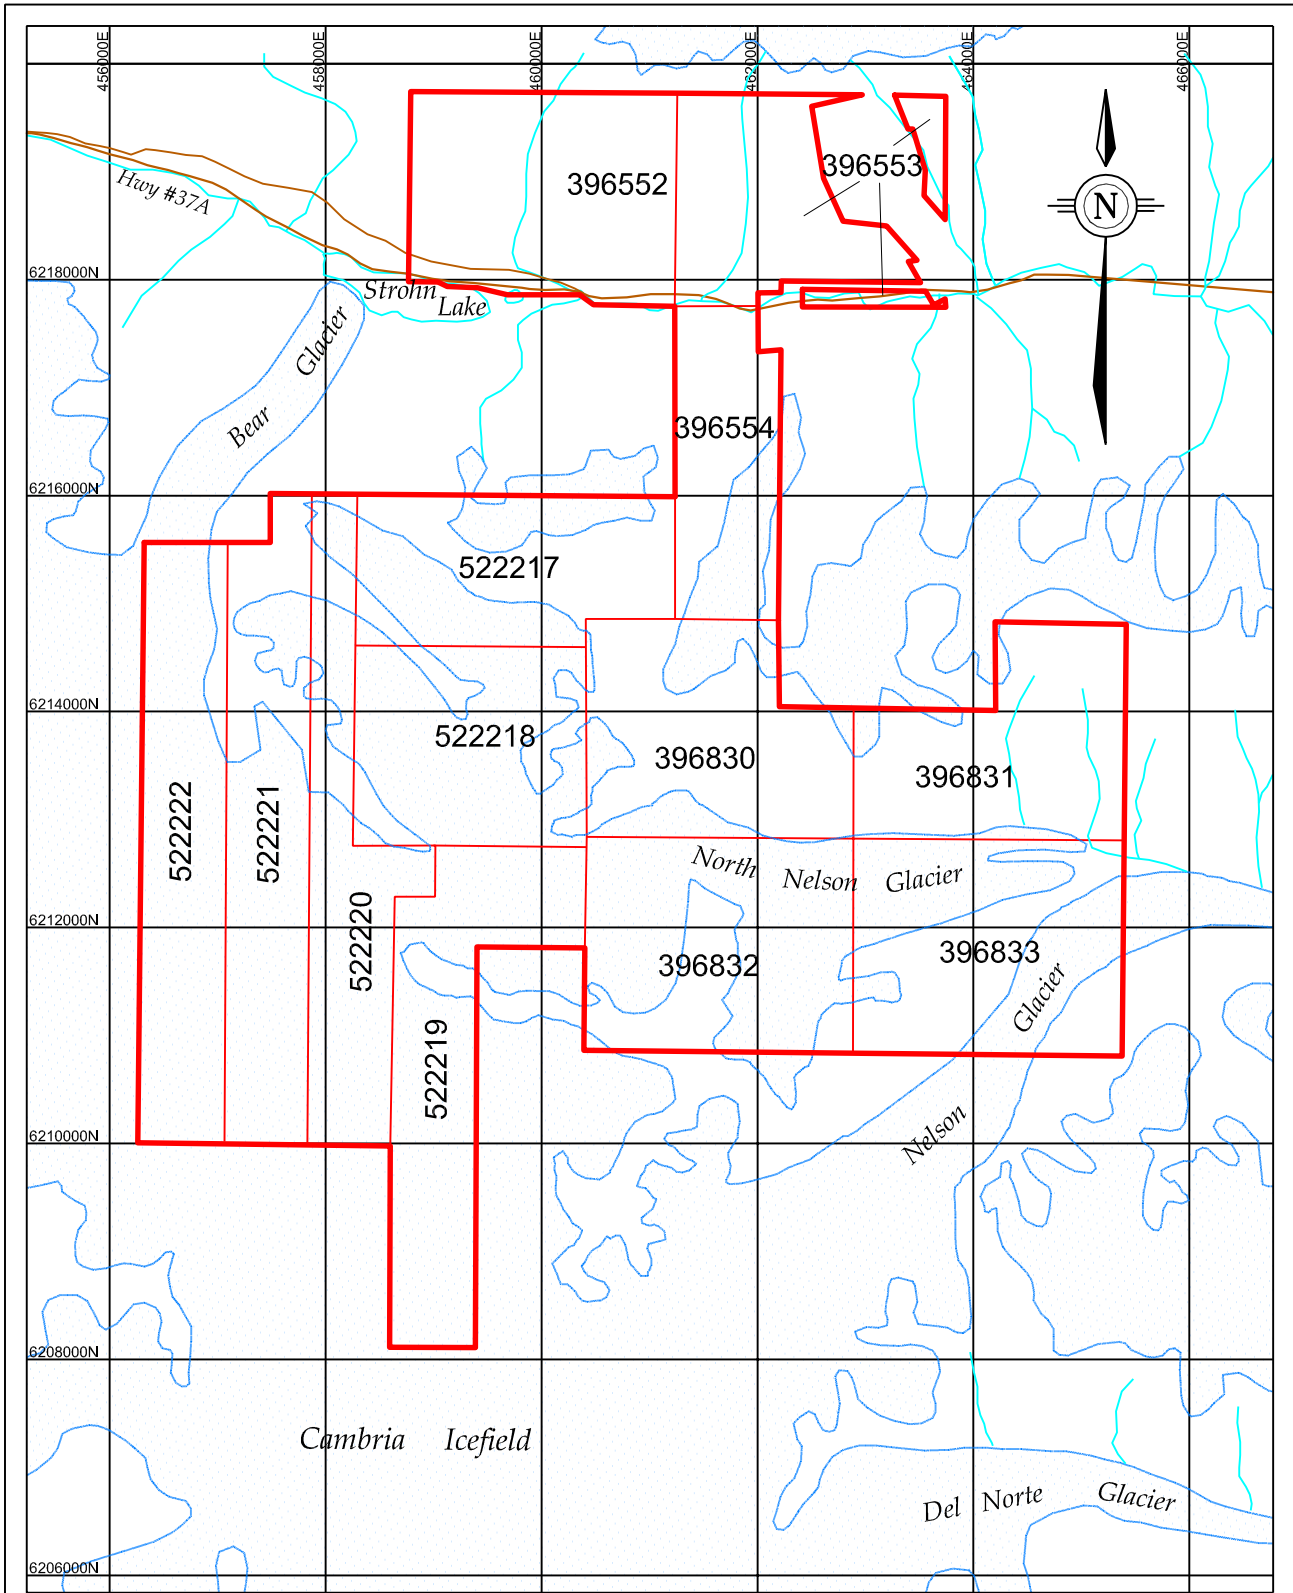 456000E
458000E
460000E
462000E
464000E
466000E
396552
396553
Hwy #37A
N
6218000N
Strohn
Lake
Bear Glacier
396554
6216000N
522217
6214000N
522218
396830
396831
522222
522221
North Nelson Glacier
6212000N
522220
396832
396833
Nelson Glacier
522219
6210000N
6208000N
Cambria Icefield
Del Norte Glacier
6206000N